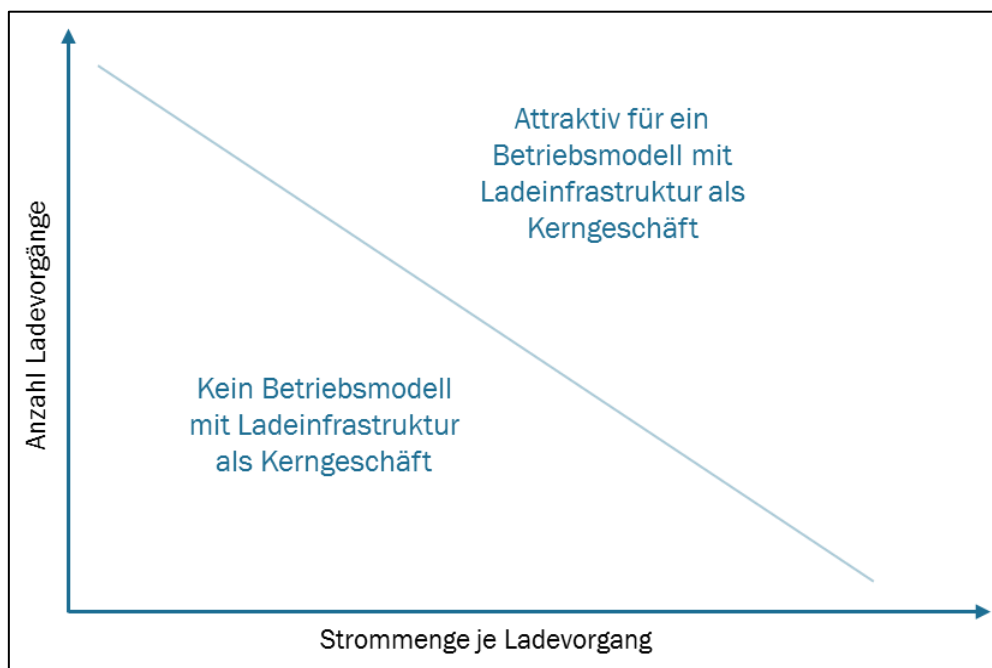 Attraktiv für ein
Betriebsmodell mit
Ladeinfrastruktur als
Kerngeschäft
Anzahl Ladevorgänge
Kein Betriebsmodell
mit Ladeinfrastruktur
als Kerngeschäft
Strommenge je Ladevorgang